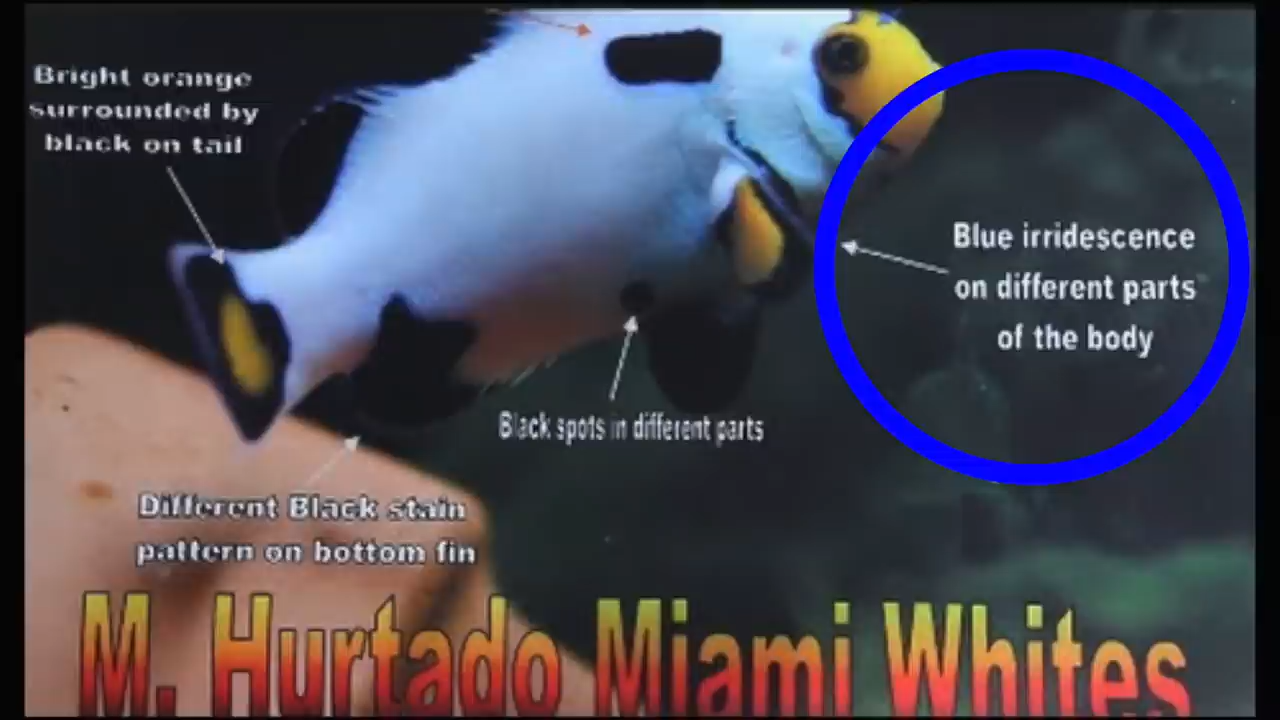 Bright orange
surrounded by
black on tail
Blue irridescence
on different parts
of the body
Black spots in different parts
Different Black stain
pattern on bottom fin
M. Hurtado Miami Whites